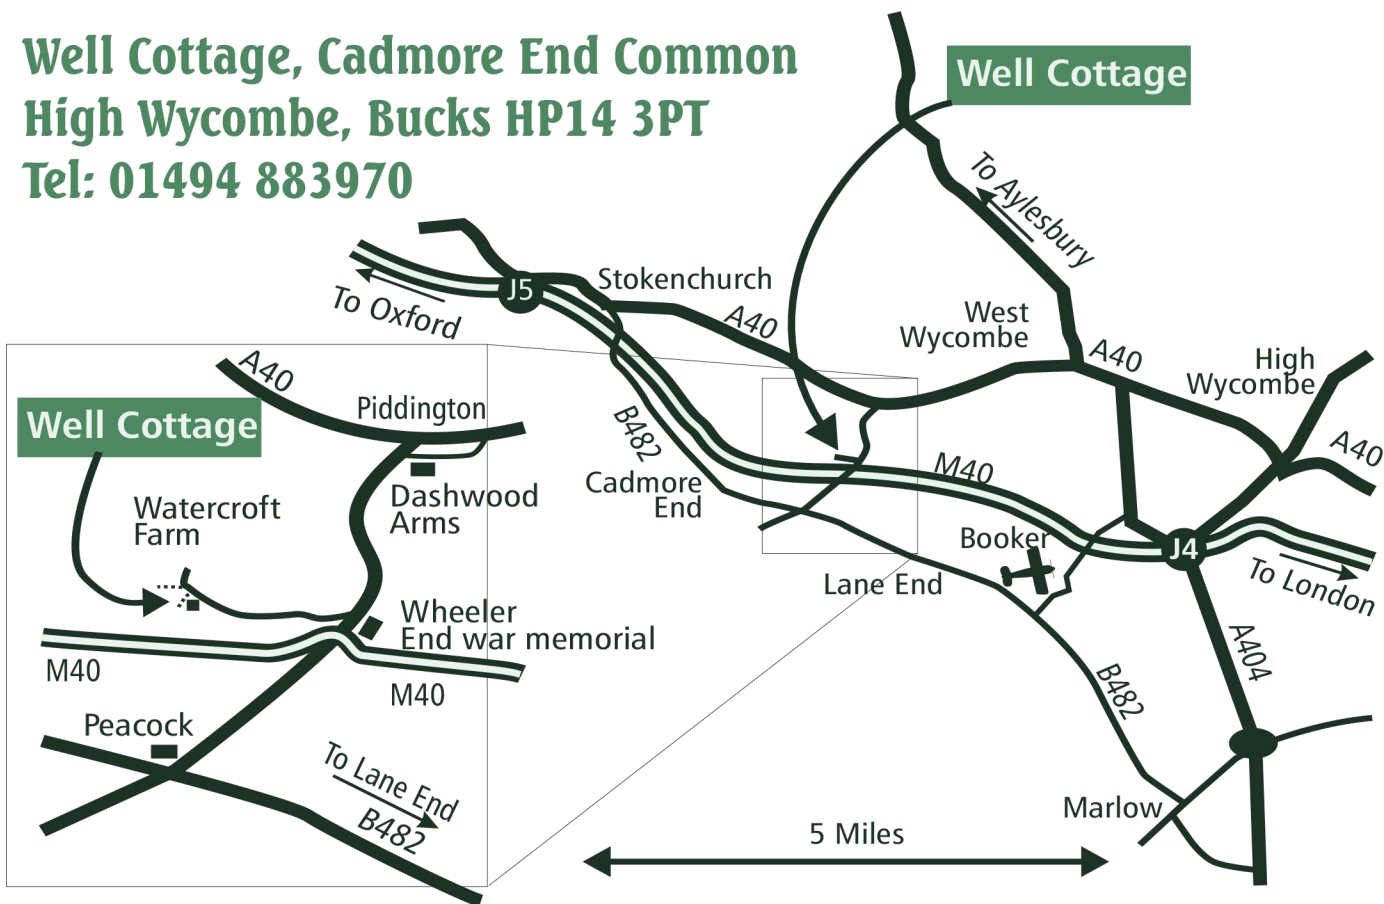 Well Cottage, Cadmore End Common
High Wycombe, Bucks HP14 3PT
Tel: 01494 883970
Well Cottage
To Aylesbury
J5
To Oxford
Stokenchurch
A40
West
Wycombe
A40
High
Wycombe
A40
B482
Cadmore
End
M40
Booker
J4
To London
Lane End
A404
B482
Marlow
5 Miles
A40
Piddington
Well Cottage
Dashwood
Arms
Watercroft
Farm
Wheeler
End war memorial
M40
M40
Peacock
To Lane End
B482